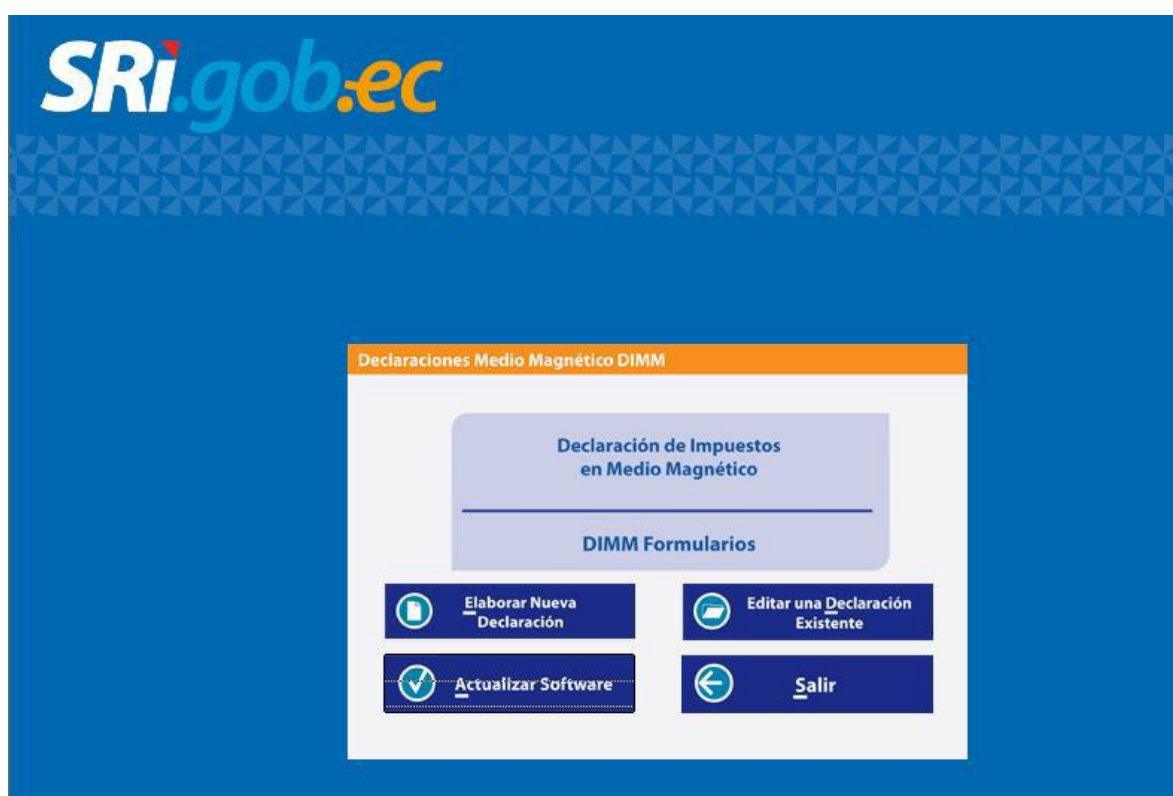 SRi.gob.ec
Declaraciones Medio Magnético DIMM
Declaración de Impuestos
en Medio Magnético
DIMM Formularios
Elaborar Nueva
Declaración
Editar una Declaración
Existente
Actualizar Software
Salir